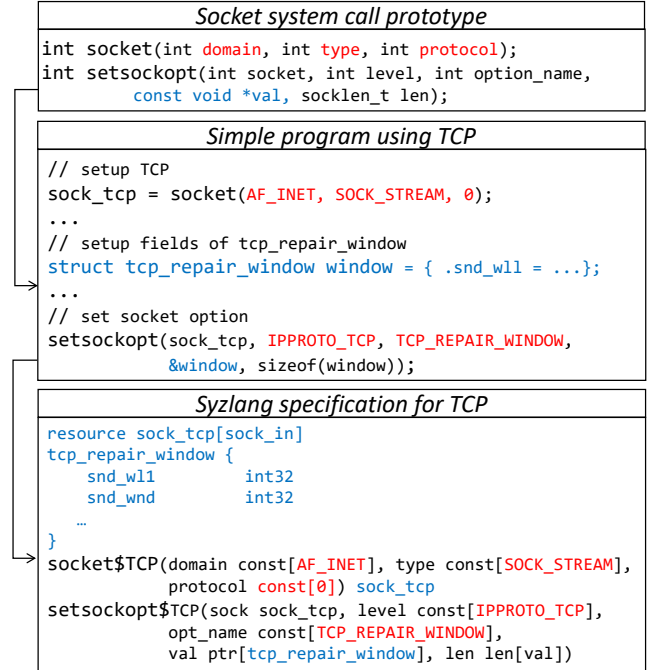 Socket system call prototype
int socket(int domain, int type, int protocol);
int setsockopt(int socket, int level, int option_name,
const void *val, socklen_t len);
Simple program using TCP
// setup TCP
sock_tcp = socket(AF_INET, SOCK_STREAM, 0);
...
// setup fields of tcp_repair_window
struct tcp_repair_window window = { .snd_wll = ...};
...
// set socket option
setsockopt(sock_tcp, IPPROTO_TCP, TCP_REPAIR_WINDOW,
&window, sizeof(window));
Syzlang specification for TCP
resource sock_tcp[sock_in]
tcp_repair_window {
snd_wl1 int32
snd_wnd int32
…
}
socket$TCP(domain const[AF_INET], type const[SOCK_STREAM],
protocol const[0]) sock_tcp
setsockopt$TCP(sock sock_tcp, level const[IPPROTO_TCP],
opt_name const[TCP_REPAIR_WINDOW],
val ptr[tcp_repair_window], len len[val])